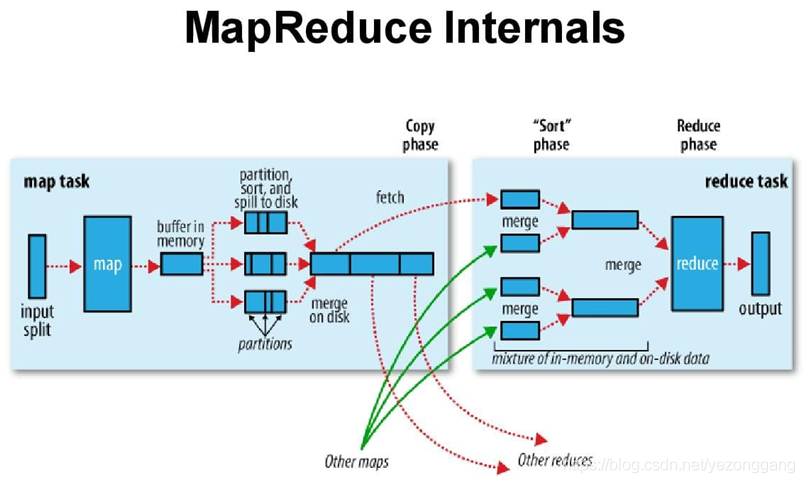 MapReduce Internals
Copy
phase
“Sort”
phase
Reduce
phase
map task
partition,
sort, and
spill to disk
fetch
reduce task
buffer in
memory
merge
map
merge
reduce
input
split
merge
on disk
merge
output
partitions
mixture of in-memory and on-disk data
Other maps
Other reduces
https://blog.csdn.net/yezonggang